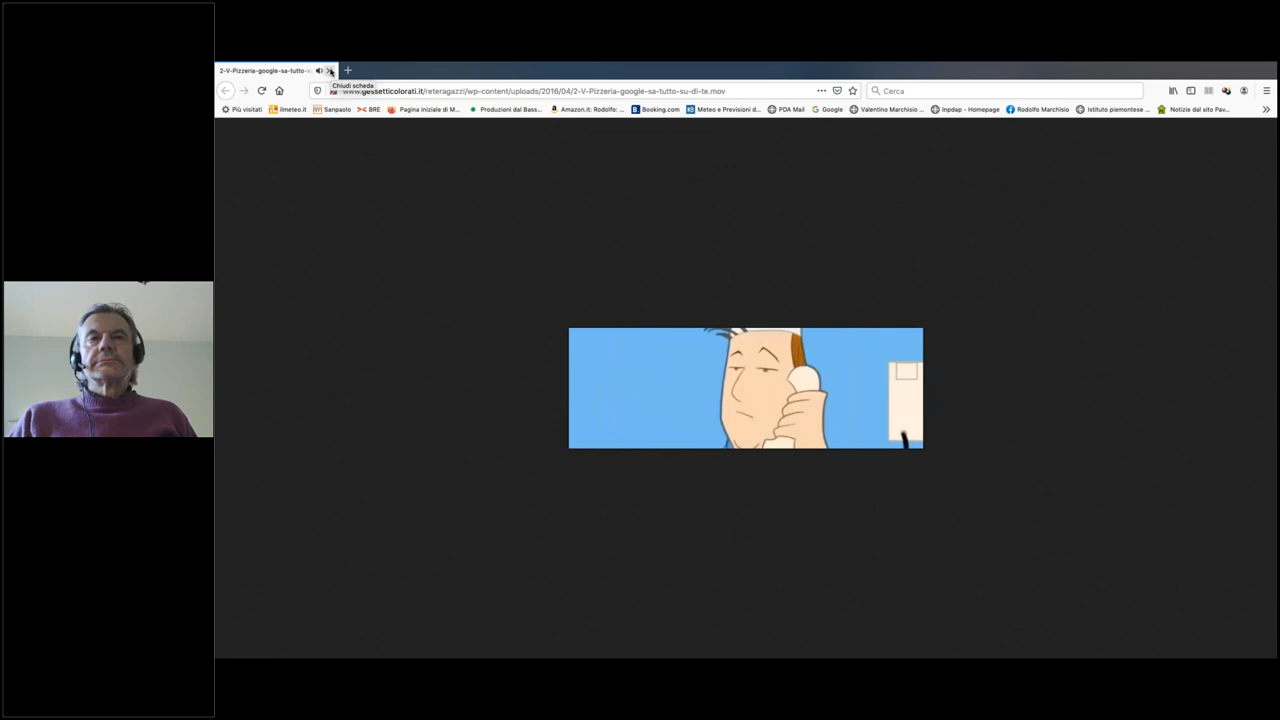 2-V-Pizzeria-google-sa-tutto-s
Chiudi scheda
www.gessetticolorati.it/reteragazzi/wp-content/uploads/2016/04/2-V-Pizzeria-google-sa-tutto-su-di-te.mov
Cerca
Più visitati ilmeteo.it Sanpaolo BRE Pagina iniziale di M... Produzioni dal Bass... Amazon.it: Rodolfo: ... Booking.com Meteo e Previsioni d... PDA Mail Google Valentino Marchisio ... Inpdap - Home Rodolfo Marchisio Istituto piemontese ... Notizie dal sito Pav...